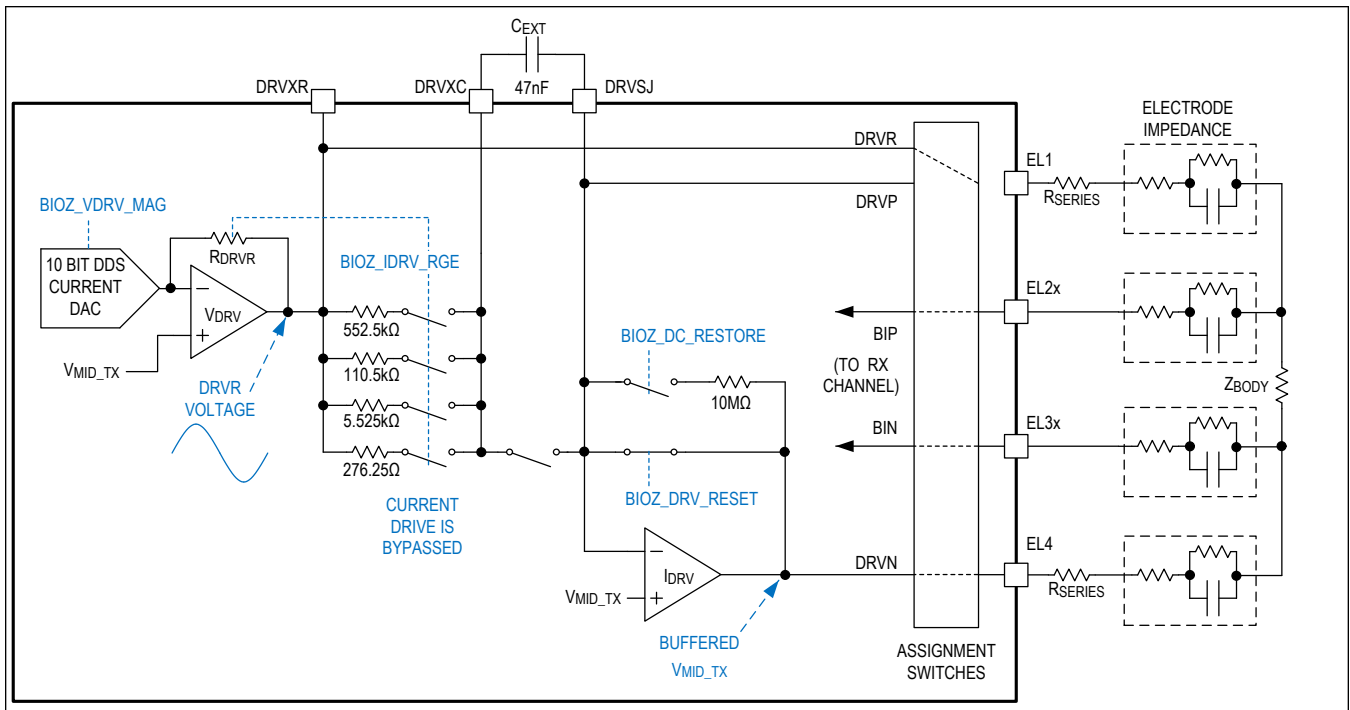 CEXT
47nF
DRVXR
DRVXC
DRVSJ
ELECTRODE
IMPEDANCE
DRVR
EL1
RSERIES
DRVP
BIOZ_VDRV_MAG
10 BIT DDS
CURRENT
DAC
RDRVR
BIOZ_IDRV_RGE
VDRV
VMID_TX
552.5kΩ
110.5kΩ
5.525kΩ
276.25Ω
DRVR
VOLTAGE
CURRENT
DRIVE IS
BYPASSED
BIOZ_DC_RESTORE
10MΩ
BIOZ_DRV_RESET
EL2x
BIP
(TO RX
CHANNEL)
ZBODY
BIN
EL3x
IDRV
VMID_TX
DRVN
EL4
RSERIES
BUFFERED
VMID_TX
ASSIGNMENT
SWITCHES
−
+
−
+